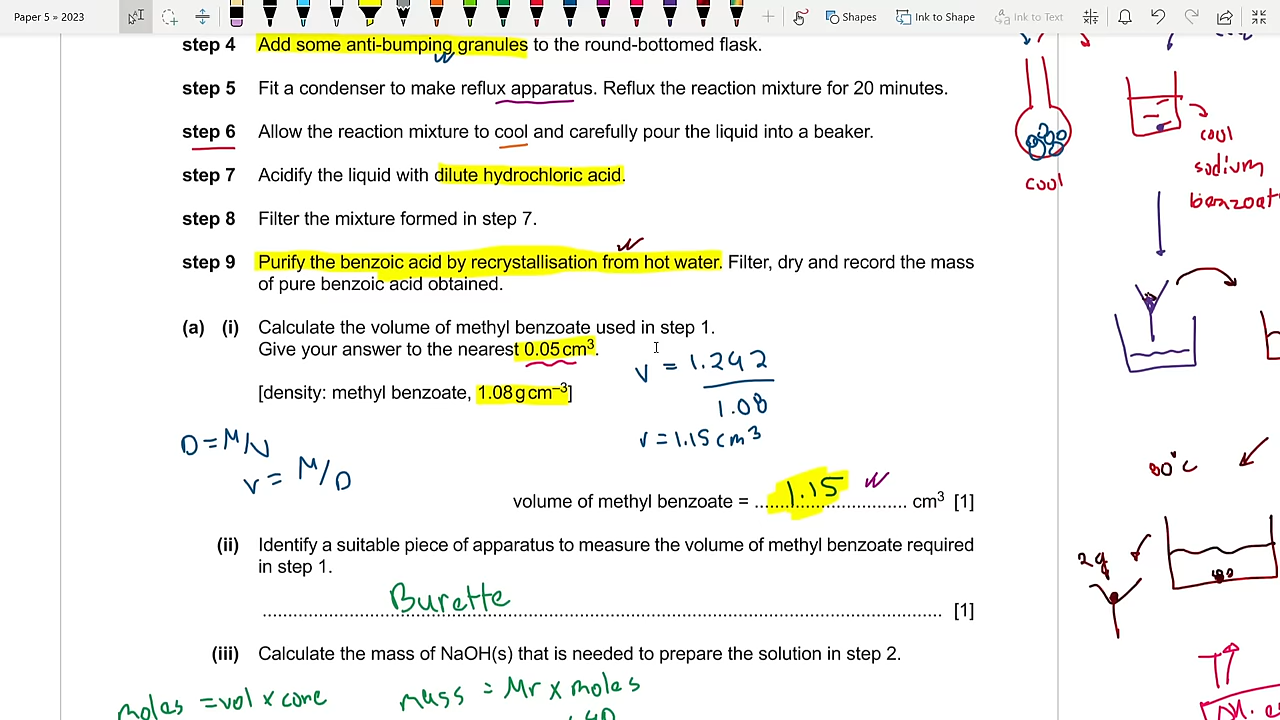 Paper 5 » 2023
Shapes
Ink to Shape
Ink to Text
step 4 Add some anti-bumping granules to the round-bottomed flask.
step 5 Fit a condenser to make reflux apparatus. Reflux the reaction mixture for 20 minutes.
step 6 Allow the reaction mixture to cool and carefully pour the liquid into a beaker.
step 7 Acidify the liquid with dilute hydrochloric acid.
step 8 Filter the mixture formed in step 7.
step 9 Purify the benzoic acid by recrystallisation from hot water. Filter, dry and record the mass
of pure benzoic acid obtained.
cool
cool
sodium
(a) (i) Calculate the volume of methyl benzoate used in step 1.
Give your answer to the nearest 0.05 cm³.
[density: methyl benzoate, 1.08 g cm⁻³]
v = 1.242
1.08
v = 1.15 cm³
D = M/V
v = M/D
volume of methyl benzoate = 1.15 cm³ [1]
(ii) Identify a suitable piece of apparatus to measure the volume of methyl benzoate required
in step 1.
Burette [1]
2g
(iii) Calculate the mass of NaOH(s) that is needed to prepare the solution in step 2.
moles = vol x conc
mass = Mr x moles